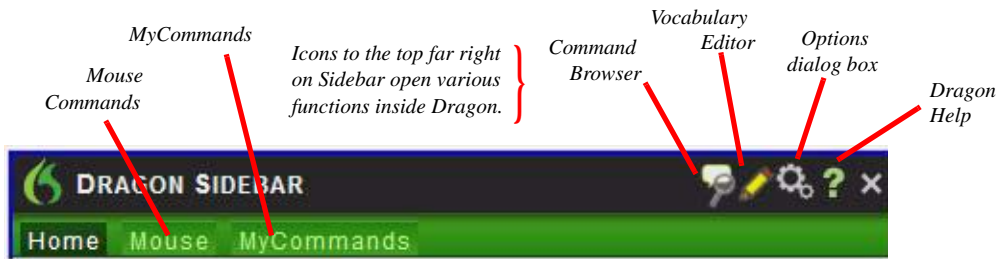 MyCommands
Mouse
Commands
Icons to the top far right
on Sidebar open various
functions inside Dragon.
Command
Browser
Vocabulary
Editor
Options
dialog box
Dragon
Help
DRAGON SIDEBAR
?
×
Home Mouse MyCommands